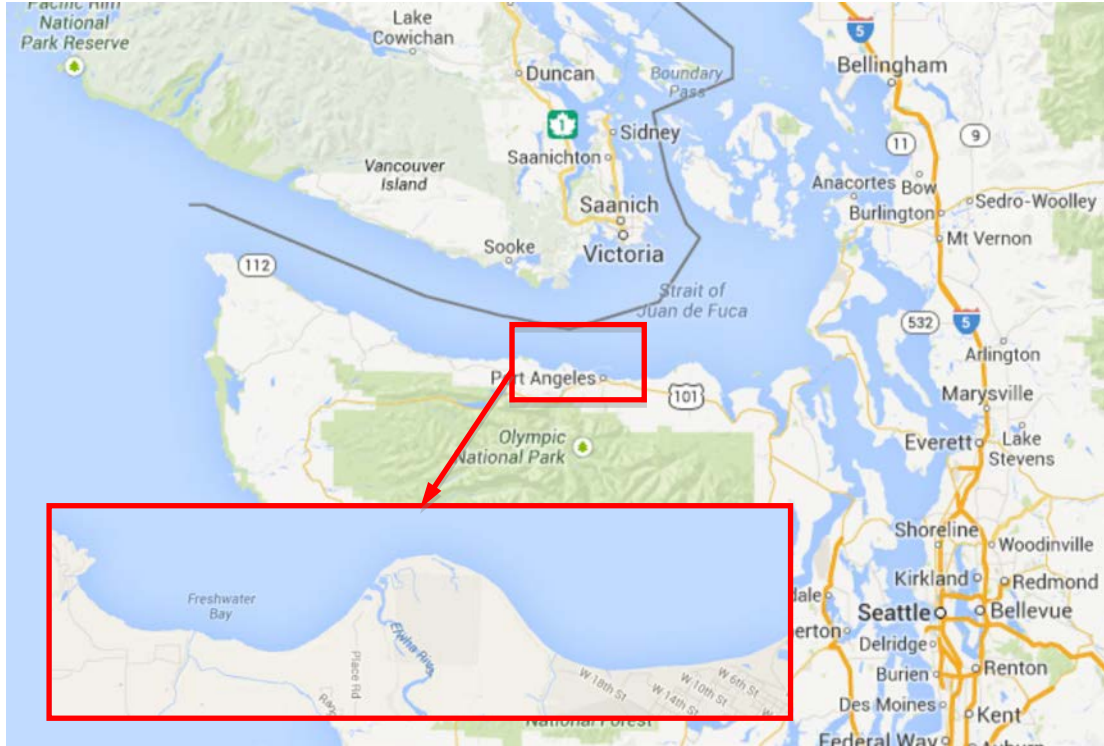 Pacific Rim
National
Park Reserve
Lake
Cowichan
Duncan
Boundary
Pass
5
Bellingham
1
Sidney
11
9
Saanichton
Vancouver
Island
Anacortes
Bow
Sedro-Woolley
Saanich
Burlington
Victoria
Mt Vernon
Sooke
112
Strait of
Juan de Fuca
532
5
Arlington
Port Angeles
101
Marysville
Olympic
National Park
Everett
Lake
Stevens
Shoreline
Woodinville
Kirkland
Redmond
Freshwater
Bay
dale
Seattle
Bellevue
erton
Elwha River
Delridge
Place Rd
Renton
W 6th St
W 10th St
W 18th St
W 14th St
Burien
Des Moines
Kent
National Forest
Federal Way
Auburn